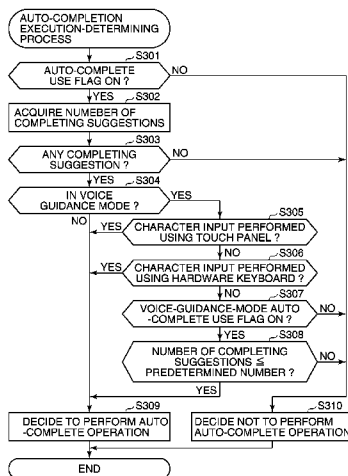 AUTO-COMPLETION
EXECUTION-DETERMINING
PROCESS
S301
AUTO-COMPLETE
USE FLAG ON ?
NO
YES
S302
ACQUIRE NUMEBER OF
COMPLETING SUGGESTIONS
S303
ANY COMPLETING
SUGGESTION ?
NO
YES
S304
IN VOICE
GUIDANCE MODE ?
YES
NO
S305
YES
CHARACTER INPUT PERFORMED
USING TOUCH PANEL ?
NO
S306
YES
CHARACTER INPUT PERFORMED
USING HARDWARE KEYBOARD ?
NO
S307
VOICE-GUIDANCE-MODE AUTO
-COMPLETE USE FLAG ON ?
NO
YES
S308
NUMBER OF COMPLETING
SUGGESTIONS ≦
PREDETERMINED NUMBER ?
NO
YES
S309
DECIDE TO PERFORM AUTO
-COMPLETE OPERATION
S310
DECIDE NOT TO PERFORM
AUTO-COMPLETE OPERATION
END